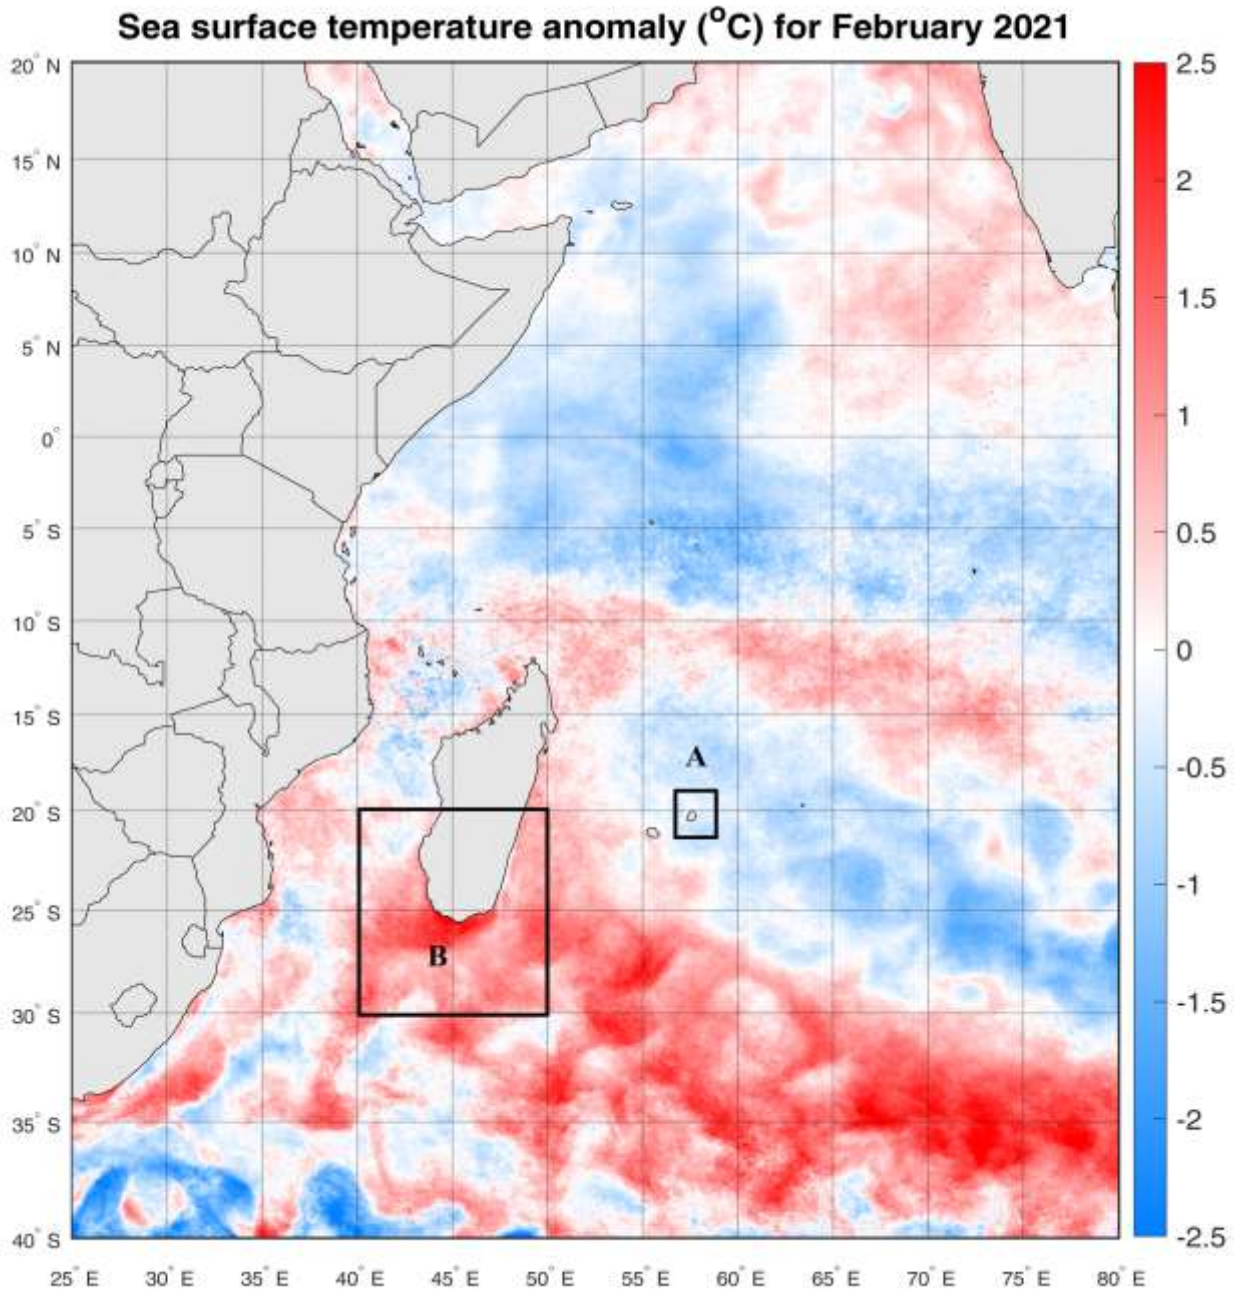 Sea surface temperature anomaly (°C) for February 2021
20° N
15° N
10° N
5° N
0°
5° S
10° S
15° S
20° S
25° S
30° S
35° S
40° S
A
B
25° E 30° E 35° E 40° E 45° E 50° E 55° E 60° E 65° E 70° E 75° E 80° E
2.5
2
1.5
1
0.5
0
-0.5
-1
-1.5
-2
-2.5